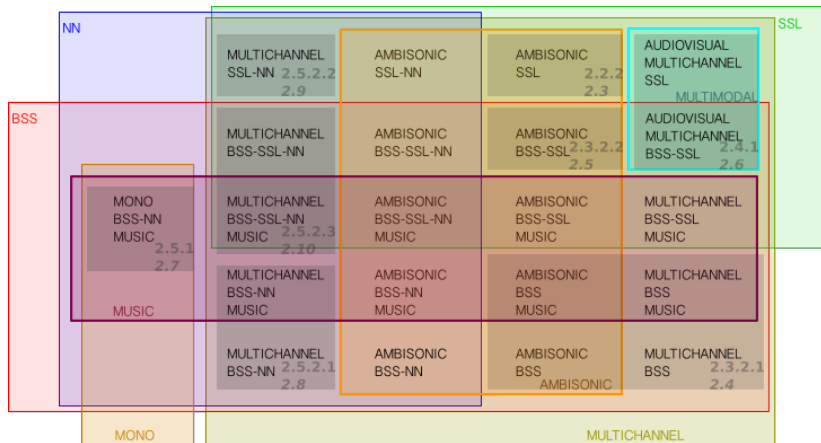 NN
SSL
MULTICHANNEL
SSL-NN
2.5.2.2
2.9
AMBISONIC
SSL-NN
AMBISONIC
SSL
2.2.2
2.3
AUDIOVISUAL
MULTICHANNEL
SSL
MULTIMODAL
BSS
MULTICHANNEL
BSS-SSL-NN
AMBISONIC
BSS-SSL-NN
AMBISONIC
BSS-SSL
2.3.2.2
2.5
AUDIOVISUAL
MULTICHANNEL
BSS-SSL
2.4.1
2.6
MONO
BSS-NN
MUSIC
2.5.1
2.7
MULTICHANNEL
BSS-SSL-NN
MUSIC
2.5.2.3
2.10
AMBISONIC
BSS-SSL-NN
MUSIC
AMBISONIC
BSS-SSL
MUSIC
MULTICHANNEL
BSS-SSL
MUSIC
MUSIC
MULTICHANNEL
BSS-NN
MUSIC
AMBISONIC
BSS-NN
MUSIC
AMBISONIC
BSS
MUSIC
MULTICHANNEL
BSS
MUSIC
MULTICHANNEL
BSS-NN
2.5.2.1
2.8
AMBISONIC
BSS-NN
AMBISONIC
BSS
AMBISONIC
MULTICHANNEL
BSS
2.3.2.1
2.4
MONO
MULTICHANNEL